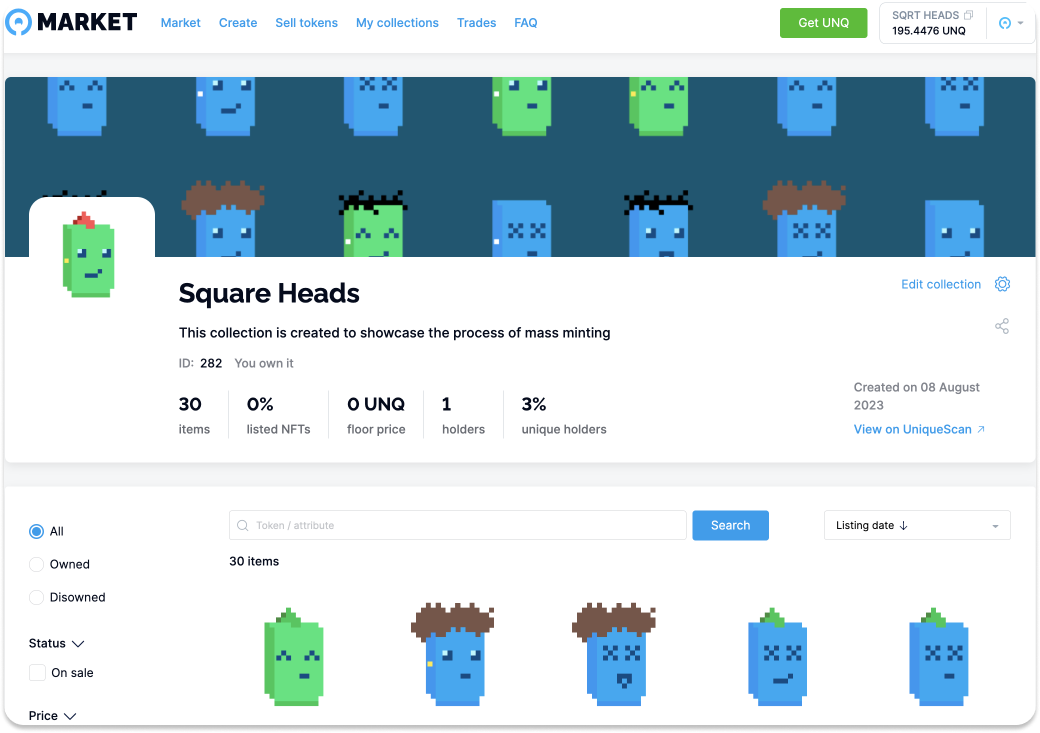 MARKET
Market Create Sell tokens My collections Trades FAQ
Get UNQ
SQRT HEADS
195.4476 UNQ
Square Heads
Edit collection
This collection is created to showcase the process of mass minting
ID: 282 You own it
30 0% 0 UNQ 1 3%
items listed NFTs floor price holders unique holders
Created on 08 August
2023
View on UniqueScan ↗
All
Owned
Disowned
Status
On sale
Price
Token / attribute
Search
Listing date ↓
30 items